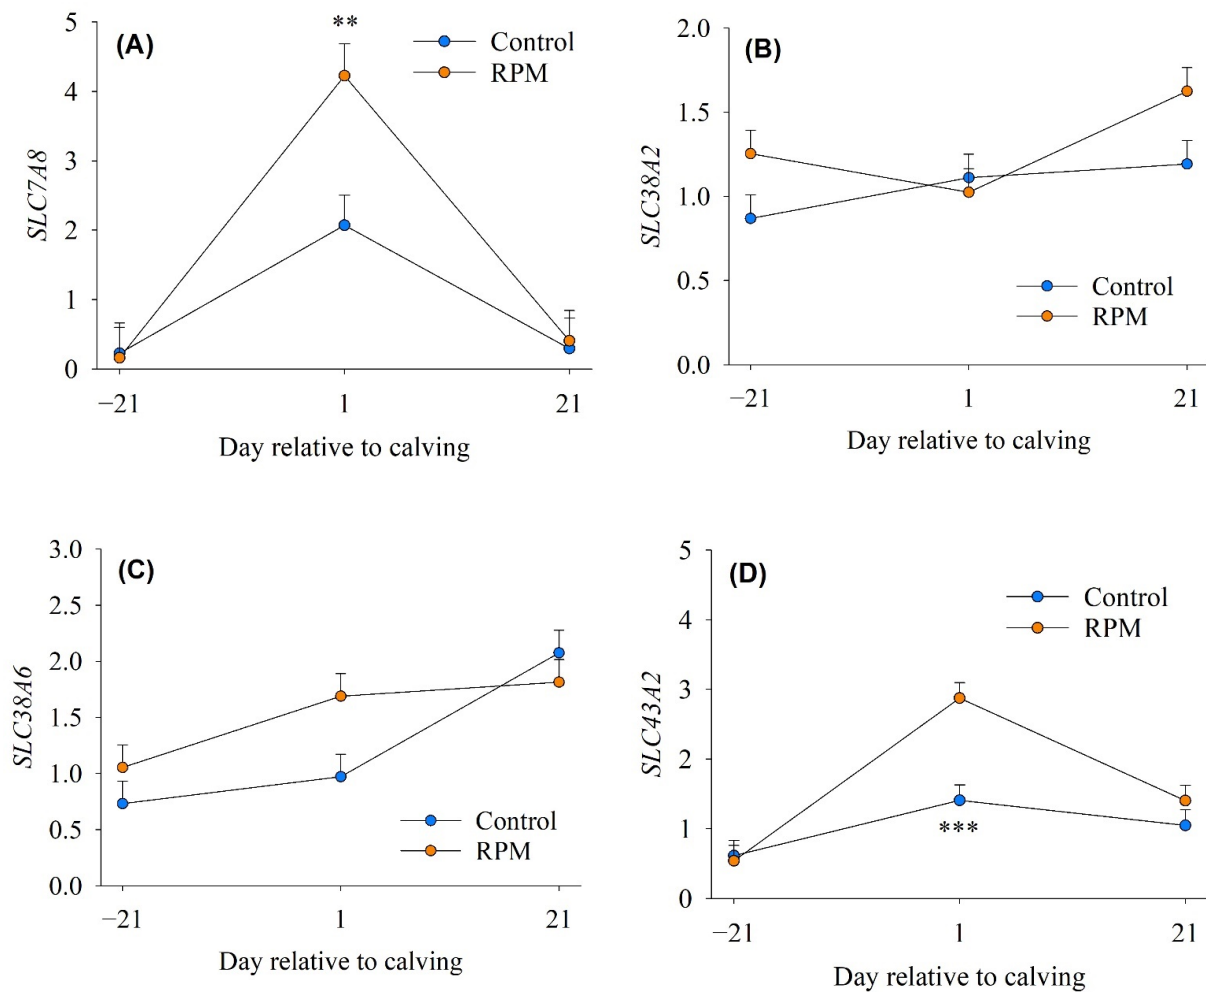 (A)
**
Control
RPM
5
4
3
2
1
0
SLC7A8
−21
1
21
Day relative to calving
(B)
2.0
1.5
1.0
0.5
0.0
SLC38A2
Control
RPM
−21
1
21
Day relative to calving
(C)
3.0
2.5
2.0
1.5
1.0
0.5
0.0
SLC38A6
Control
RPM
−21
1
21
Day relative to calving
(D)
5
4
3
2
1
0
SLC43A2
Control
RPM
***
−21
1
21
Day relative to calving